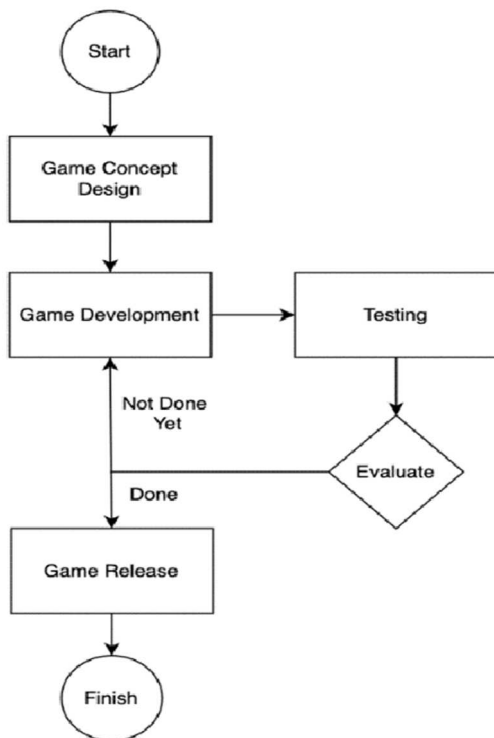 Start
Game Concept
Design
Game Development
Testing
Not Done
Yet
Evaluate
Done
Game Release
Finish